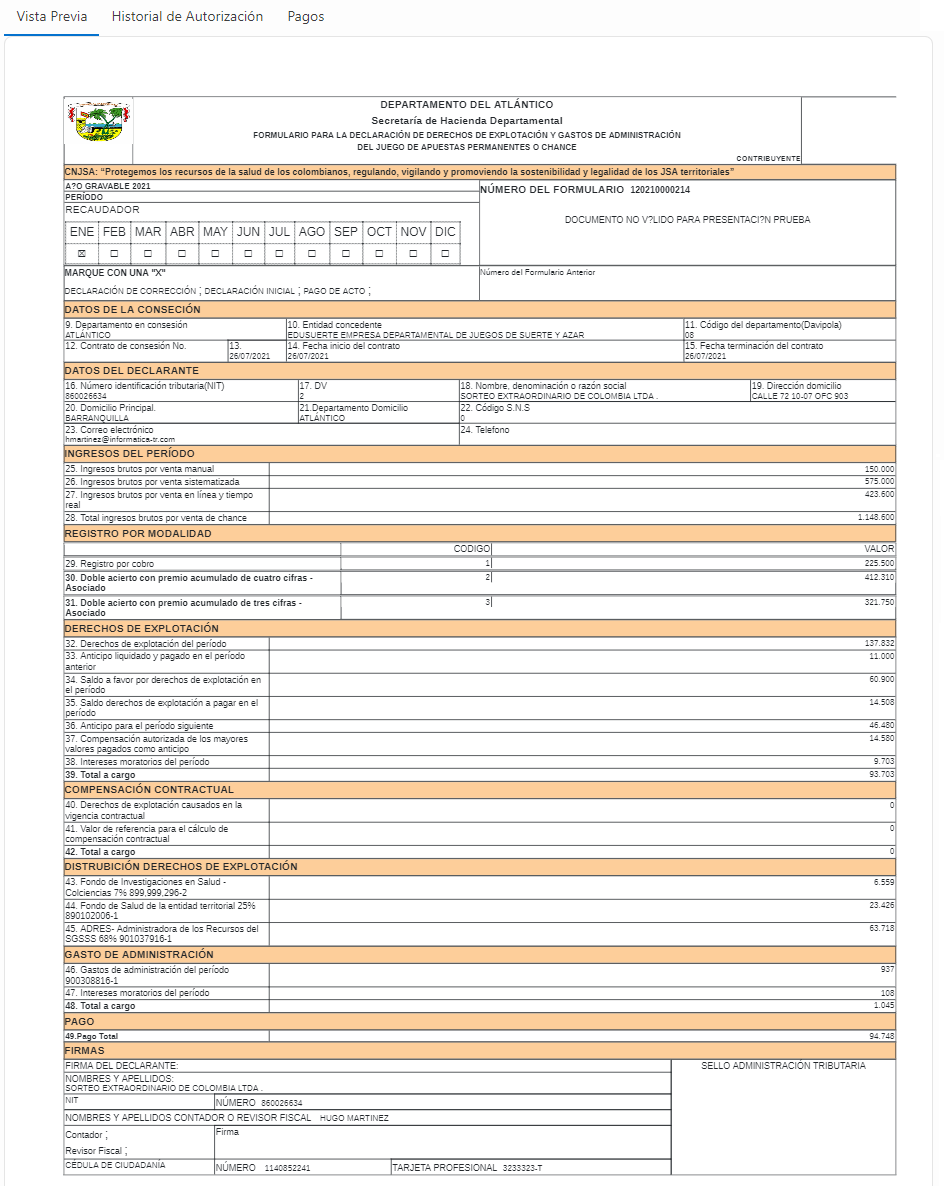 Vista Previa Historial de Autorización Pagos
DEPARTAMENTO DEL ATLÁNTICO
Secretaría de Hacienda Departamental
FORMULARIO PARA LA DECLARACIÓN DE DERECHOS DE EXPLOTACIÓN Y GASTOS DE ADMINISTRACIÓN
DEL JUEGO DE APUESTAS PERMANENTES O CHANCE
CONTRIBUYENTE
CNJSA: “Protegemos los recursos de la salud de los colombianos, regulando, vigilando y promoviendo la sostenibilidad y legalidad de los JSA territoriales”
A?O GRAVABLE 2021
PERÍODO
RECAUDADOR
NÚMERO DEL FORMULARIO 120210000214
DOCUMENTO NO V?LIDO PARA PRESENTACI?N PRUEBA
ENE FEB MAR ABR MAY JUN JUL AGO SEP OCT NOV DIC
☒ ☐ ☐ ☐ ☐ ☐ ☐ ☐ ☐ ☐ ☐ ☐
MARQUE CON UNA "X"
DECLARACIÓN DE CORRECCIÓN ¦ DECLARACIÓN INICIAL ¦ PAGO DE ACTO ¦
Número del Formulario Anterior
DATOS DE LA CONSECIÓN
9. Departamento en consesión 10. Entidad concedente 11. Código del departamento(Davipola)
ATLÁNTICO EDUSUERTE EMPRESA DEPARTAMENTAL DE JUEGOS DE SUERTE Y AZAR 08
12. Contrato de consesión No. 13. 14. Fecha inicio del contrato 15. Fecha terminación del contrato
26/07/2021 26/07/2021 26/07/2021
DATOS DEL DECLARANTE
16. Número identificación tributaria(NIT) 17. DV 18. Nombre, denominación o razón social 19. Dirección domicilio
860026634 2 SORTEO EXTRAORDINARIO DE COLOMBIA LTDA . CALLE 72 10-07 OFC 903
20. Domicilio Principal. 21.Departamento Domicilio 22. Código S.N.S
BARRANQUILLA ATLÁNTICO 0
23. Correo electrónico 24. Telefono
hmartinez@informatica-tr.com
INGRESOS DEL PERÍODO
25. Ingresos brutos por venta manual 150.000
26. Ingresos brutos por venta sistematizada 575.000
27. Ingresos brutos por venta en línea y tiempo 423.600
real
28. Total ingresos brutos por venta de chance 1.148.600
REGISTRO POR MODALIDAD
CODIGO VALOR
29. Registro por cobro 1 225.500
30. Doble acierto con premio acumulado de cuatro cifras - 2 412.310
Asociado
31. Doble acierto con premio acumulado de tres cifras - 3 321.750
Asociado
DERECHOS DE EXPLOTACIÓN
32. Derechos de explotación del período 137.832
33. Anticipo liquidado y pagado en el período 11.000
anterior
34. Saldo a favor por derechos de explotación en 60.900
el período
35. Saldo derechos de explotación a pagar en el 14.508
período
36. Anticipo para el período siguiente 46.480
37. Compensación autorizada de los mayores 14.580
valores pagados como anticipo
38. Intereses moratorios del período 9.703
39. Total a cargo 93.703
COMPENSACIÓN CONTRACTUAL
40. Derechos de explotación causados en la 0
vigencia contractual
41. Valor de referencia para el cálculo de 0
compensación contractual
42. Total a cargo 0
DISTRUBICIÓN DERECHOS DE EXPLOTACIÓN
43. Fondo de Investigaciones en Salud - 6.559
Colciencias 7% 899,999,296-2
44. Fondo de Salud de la entidad territorial 25% 23.426
890102006-1
45. ADRES- Administradora de los Recursos del 63.718
SGSSS 68% 901037916-1
GASTO DE ADMINISTRACIÓN
46. Gastos de administración del período 937
900308816-1
47. Intereses moratorios del período 108
48. Total a cargo 1.045
PAGO
49.Pago Total 94.748
FIRMAS
FIRMA DEL DECLARANTE: SELLO ADMINISTRACIÓN TRIBUTARIA
NOMBRES Y APELLIDOS:
SORTEO EXTRAORDINARIO DE COLOMBIA LTDA .
NIT NÚMERO 860026634
NOMBRES Y APELLIDOS CONTADOR O REVISOR FISCAL HUGO MARTINEZ
Contador ¦ Firma
Revisor Fiscal ¦
CÉDULA DE CIUDADANÍA NÚMERO 1140852241 TARJETA PROFESIONAL 3233323-T